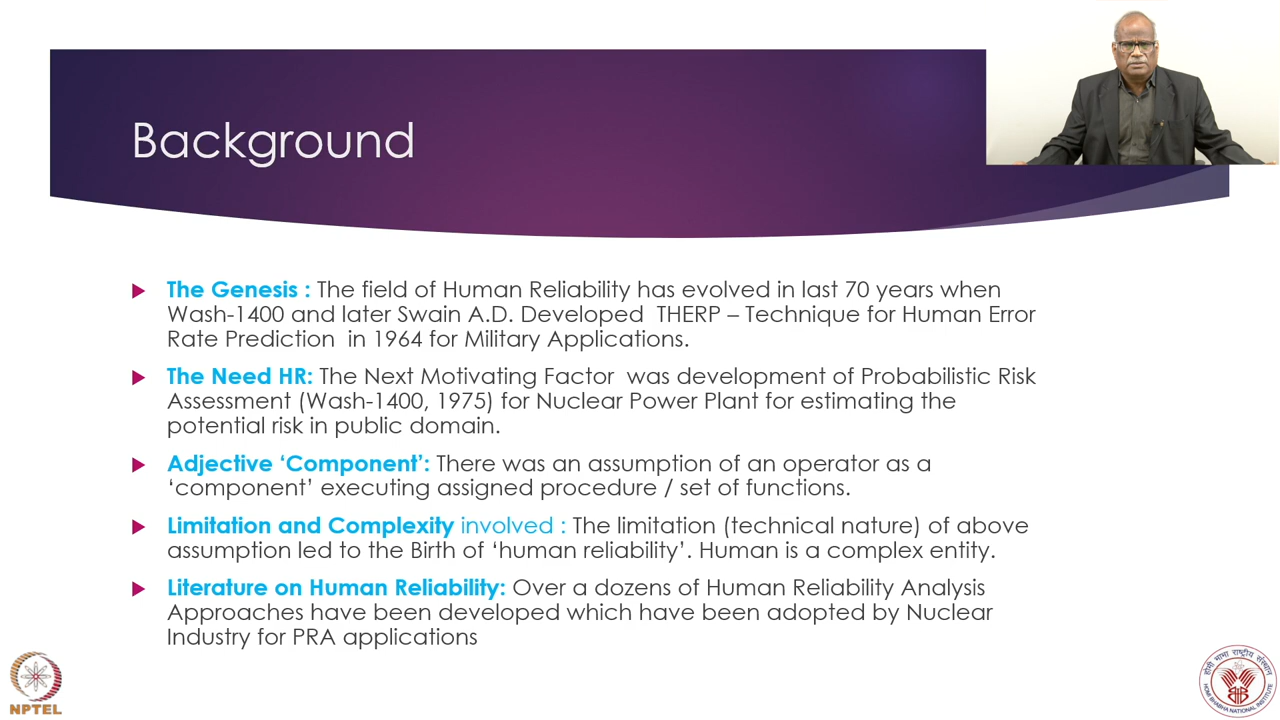 Background
The Genesis : The field of Human Reliability has evolved in last 70 years when
Wash-1400 and later Swain A.D. Developed THERP – Technique for Human Error
Rate Prediction in 1964 for Military Applications.
The Need HR: The Next Motivating Factor was development of Probabilistic Risk
Assessment (Wash-1400, 1975) for Nuclear Power Plant for estimating the
potential risk in public domain.
Adjective ‘Component’: There was an assumption of an operator as a
‘component’ executing assigned procedure / set of functions.
Limitation and Complexity involved : The limitation (technical nature) of above
assumption led to the Birth of ‘human reliability’. Human is a complex entity.
Literature on Human Reliability: Over a dozens of Human Reliability Analysis
Approaches have been developed which have been adopted by Nuclear
Industry for PRA applications
NPTEL
होमी भाभा राष्ट्रीय संस्थान
HOMI BHABHA NATIONAL INSTITUTE